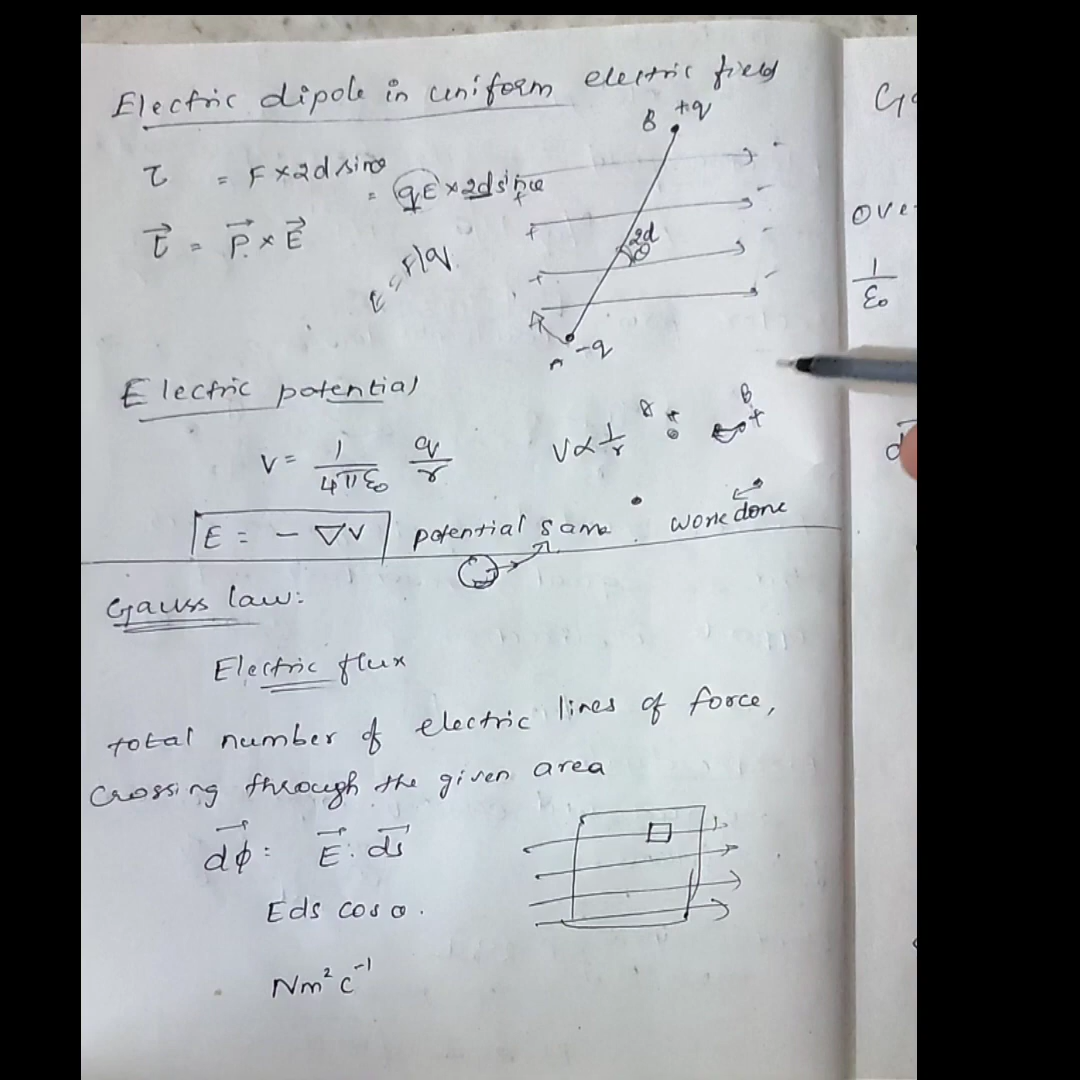 Electric dipole in uniform electric field
B +q
τ = F × 2d sinθ
= qE × 2d sinθ
τ⃗ = P⃗ × E⃗
E = F/q
2d
θ
-q
Electric potential
V = 1/4πε₀ q/r
V ∝ 1/r
B
E = - ∇V potential same work done
Gauss law:
Electric flux
total number of electric lines of force,
crossing through the given area
dϕ⃗ = E⃗ . ds⃗
Eds cosθ.
Nm² c⁻¹
1/ε₀